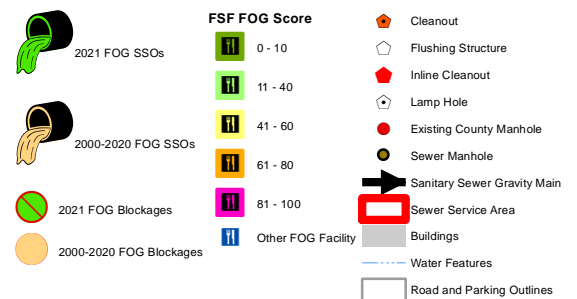 2021 FOG SSOs
2000-2020 FOG SSOs
2021 FOG Blockages
2000-2020 FOG Blockages
FSF FOG Score
0 - 10
11 - 40
41 - 60
61 - 80
81 - 100
Other FOG Facility
Cleanout
Flushing Structure
Inline Cleanout
Lamp Hole
Existing County Manhole
Sewer Manhole
Sanitary Sewer Gravity Main
Sewer Service Area
Buildings
Water Features
Road and Parking Outlines